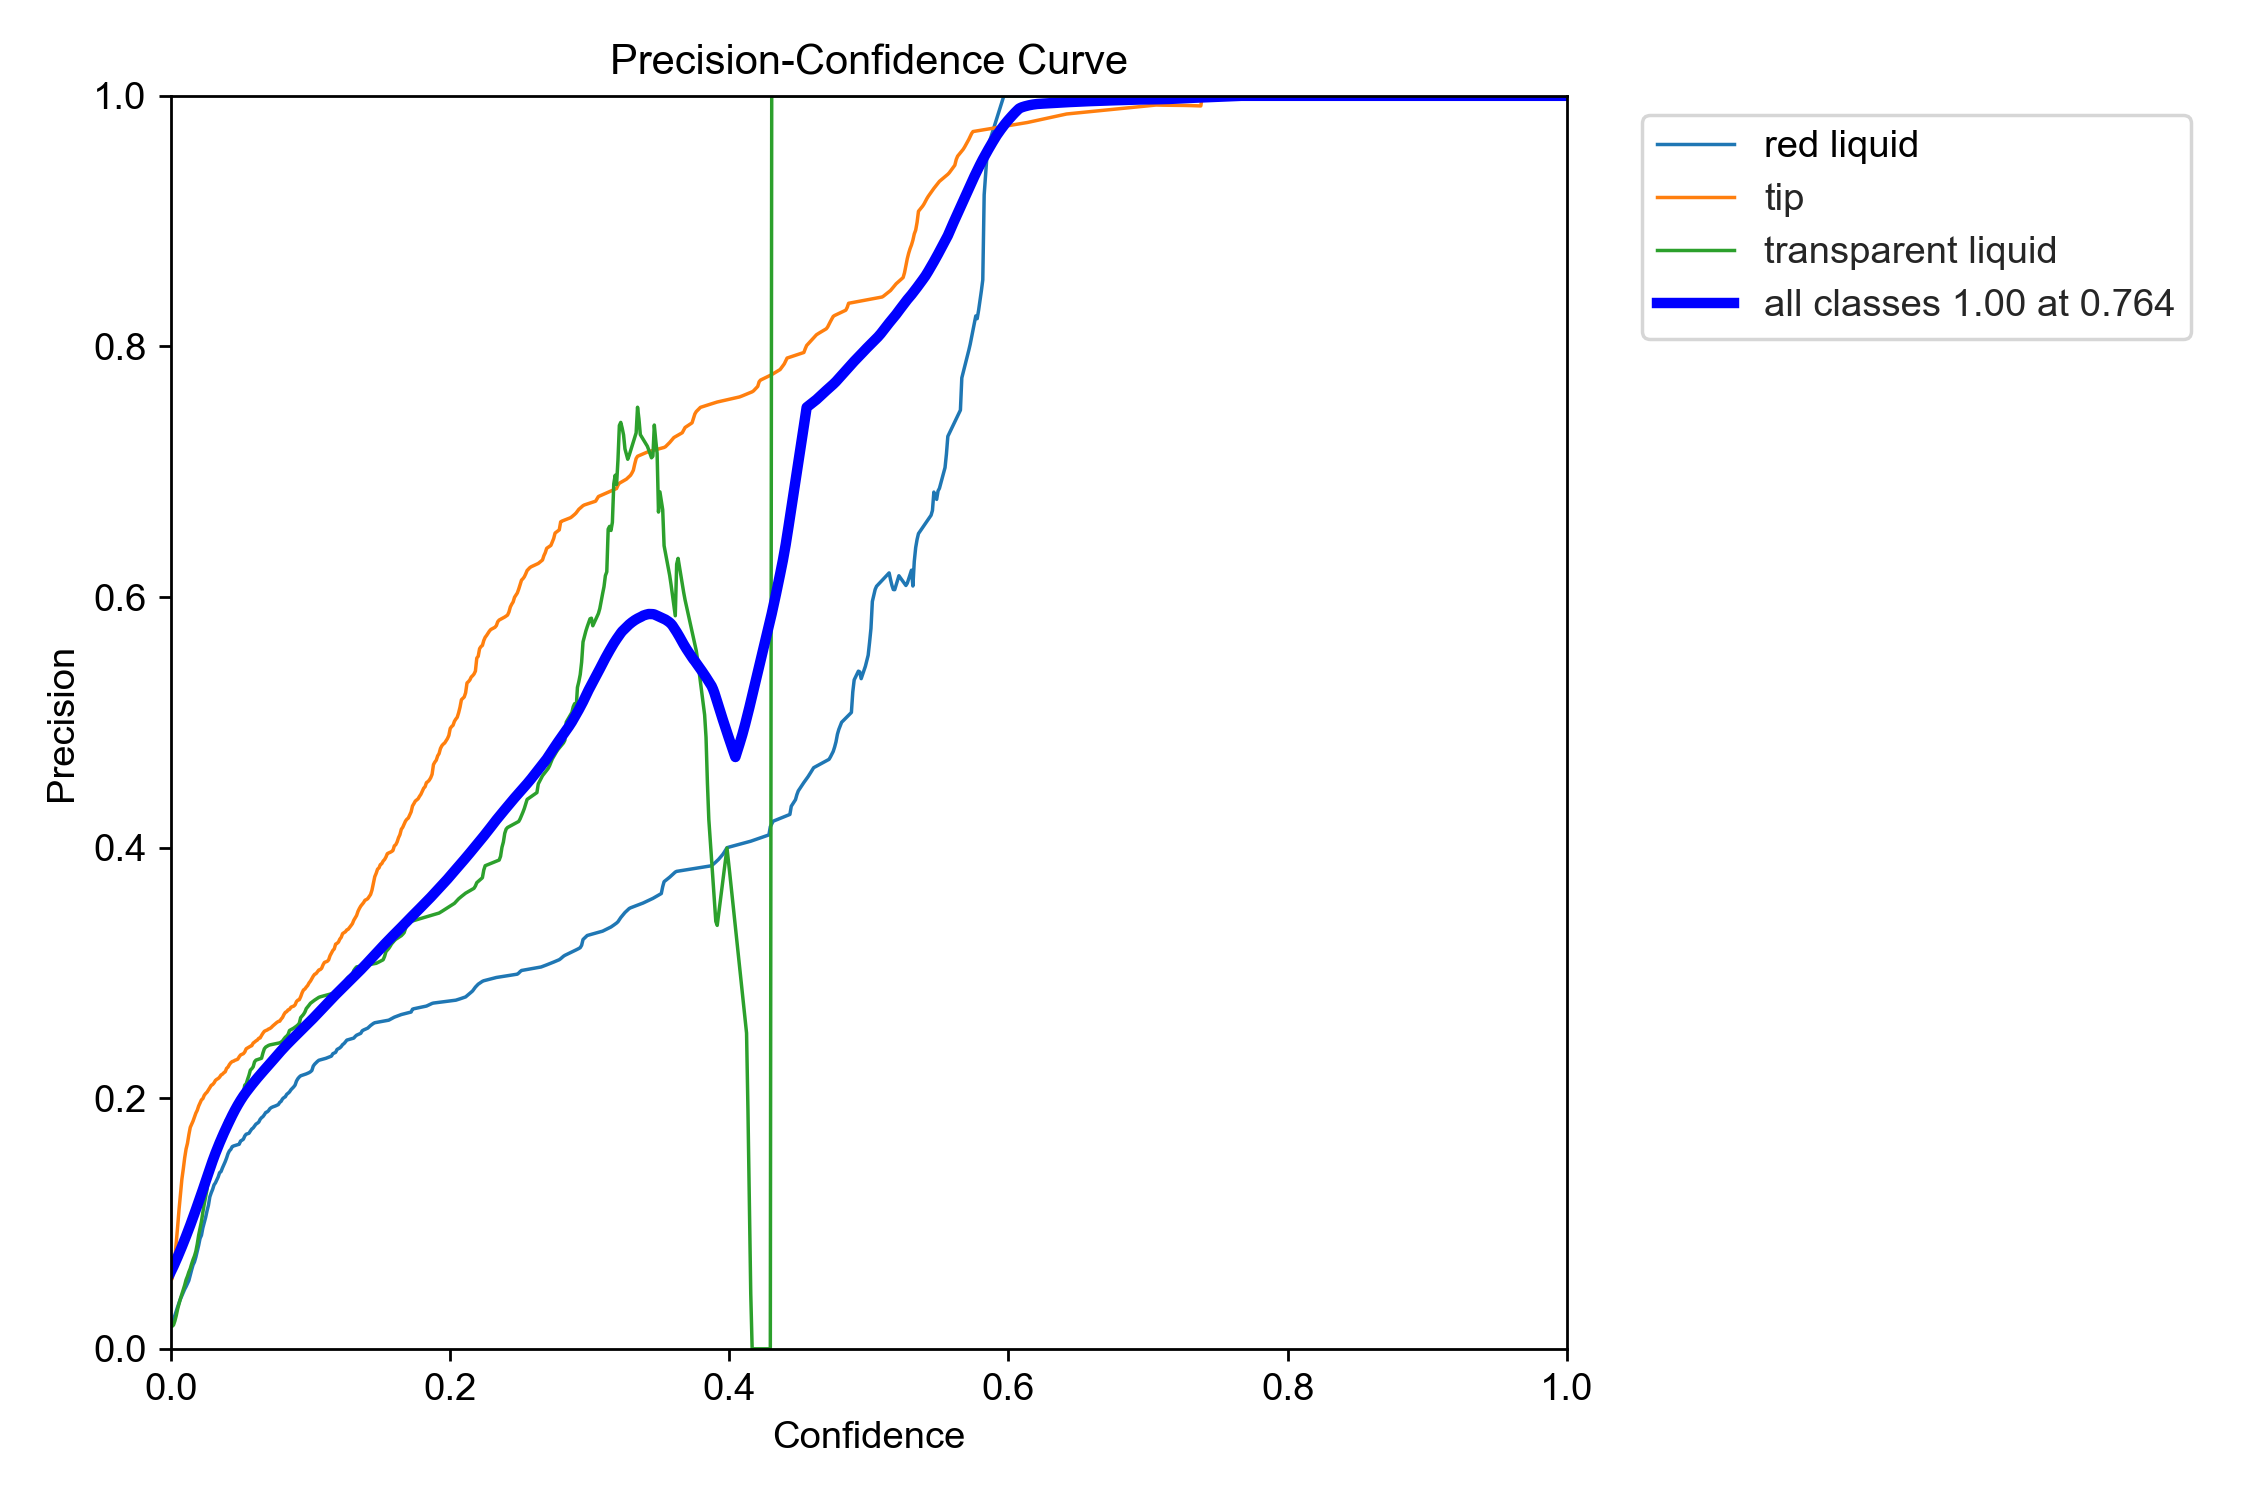 Precision-Confidence Curve
1.0
0.8
0.6
0.4
0.2
0.0
Precision
0.0 0.2 0.4 0.6 0.8 1.0
Confidence
red liquid
tip
transparent liquid
all classes 1.00 at 0.764